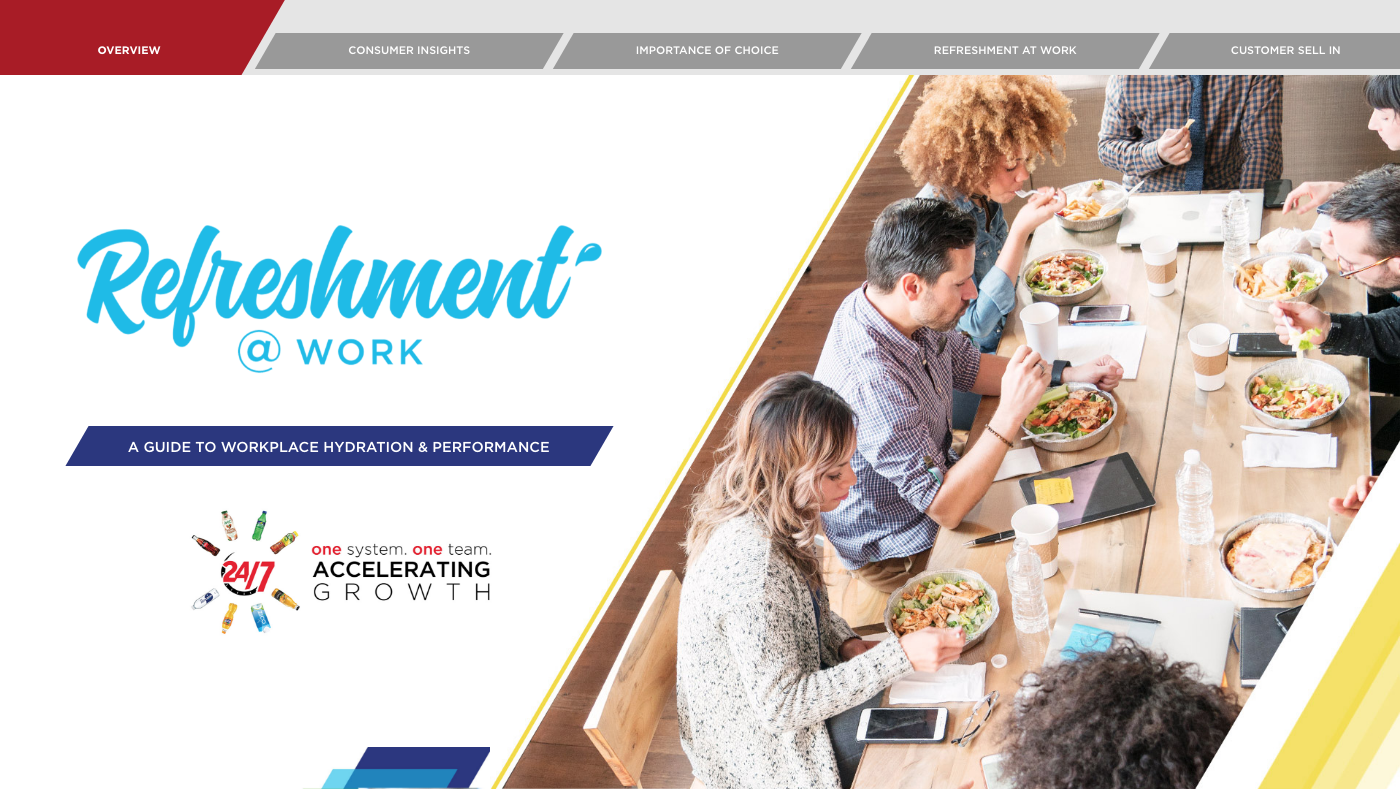 OVERVIEW
CONSUMER INSIGHTS
IMPORTANCE OF CHOICE
REFRESHMENT AT WORK
CUSTOMER SELL IN
Refreshment
@ WORK
A GUIDE TO WORKPLACE HYDRATION & PERFORMANCE
24/7
one system. one team.
ACCELERATING
GROWTH